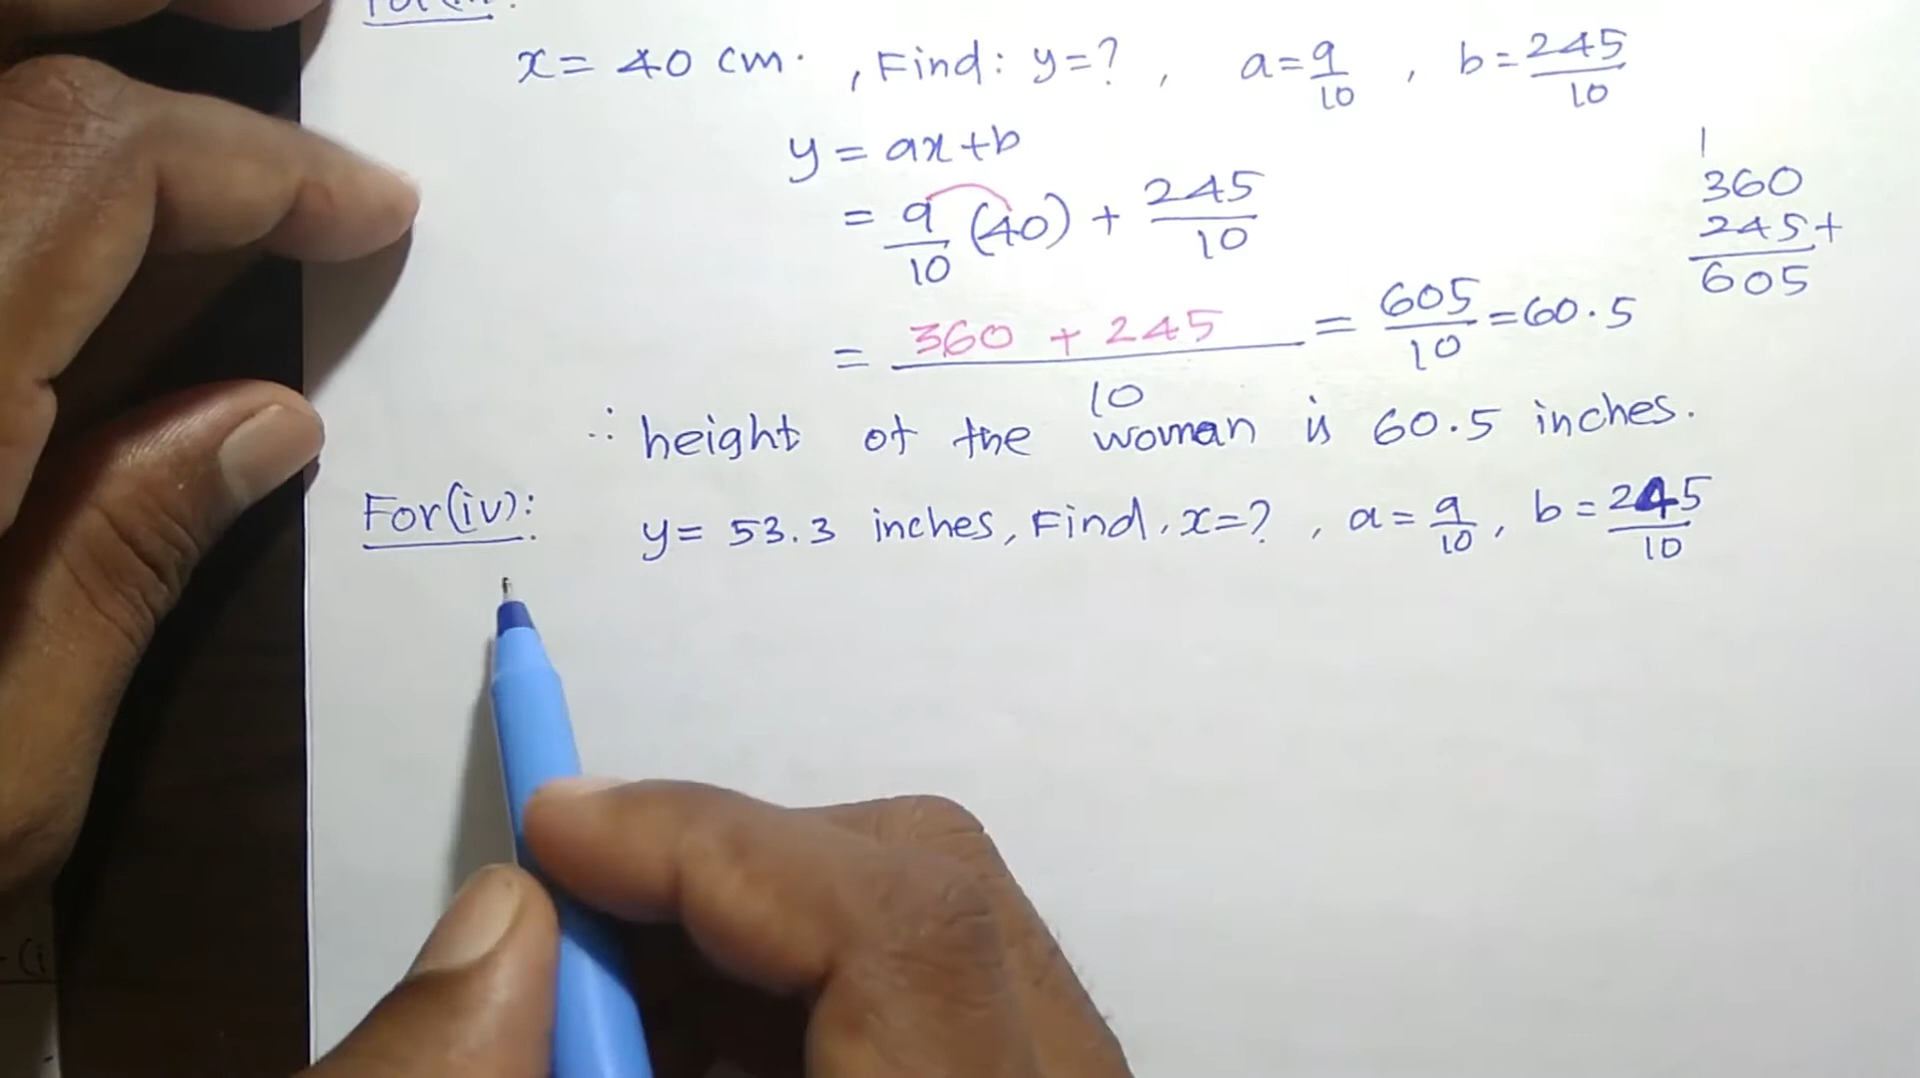 x = 40 cm. , Find: y=? , a = 9/10 , b = 245/10
y = ax+b
= 9/10 (40) + 245/10
= 360 + 245 / 10 = 605/10 = 60.5
1
360
245+
605
∴ height of the woman is 60.5 inches.
For(iv): y = 53.3 inches, Find. x=? , a = 9/10 , b = 245/10